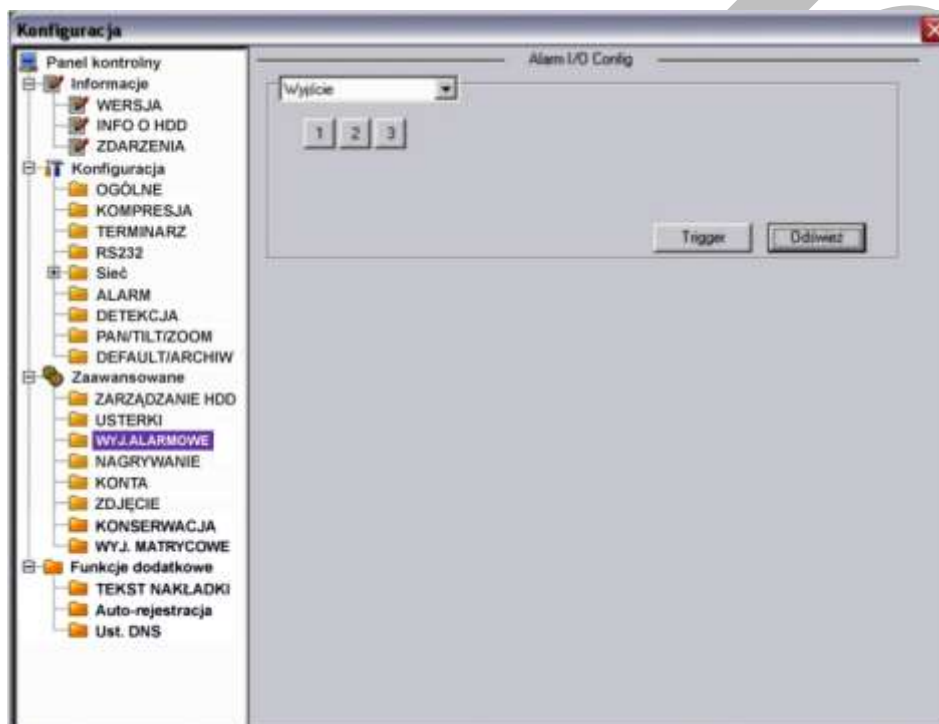 Konfiguracja
Panel kontrolny
Informacje
WERSJA
INFO O HDD
ZDARZENIA
Konfiguracja
OGÓLNE
KOMPRESJA
TERMINARZ
RS232
Sieć
ALARM
DETEKCJA
PAN/TILT/ZOOM
DEFAULT/ARCHIW
Zaawansowane
ZARZĄDZANIE HDD
USTERKI
WYJ.ALARMOWE
NAGRYWANIE
KONTA
ZDJĘCIE
KONSERWACJA
WYJ. MATRYCOWE
Funkcje dodatkowe
TEKST NAKŁADKI
Auto-rejestracja
Ust. DNS
Alarm I/O Config
Wyjście
1 2 3
Trigger Odśwież